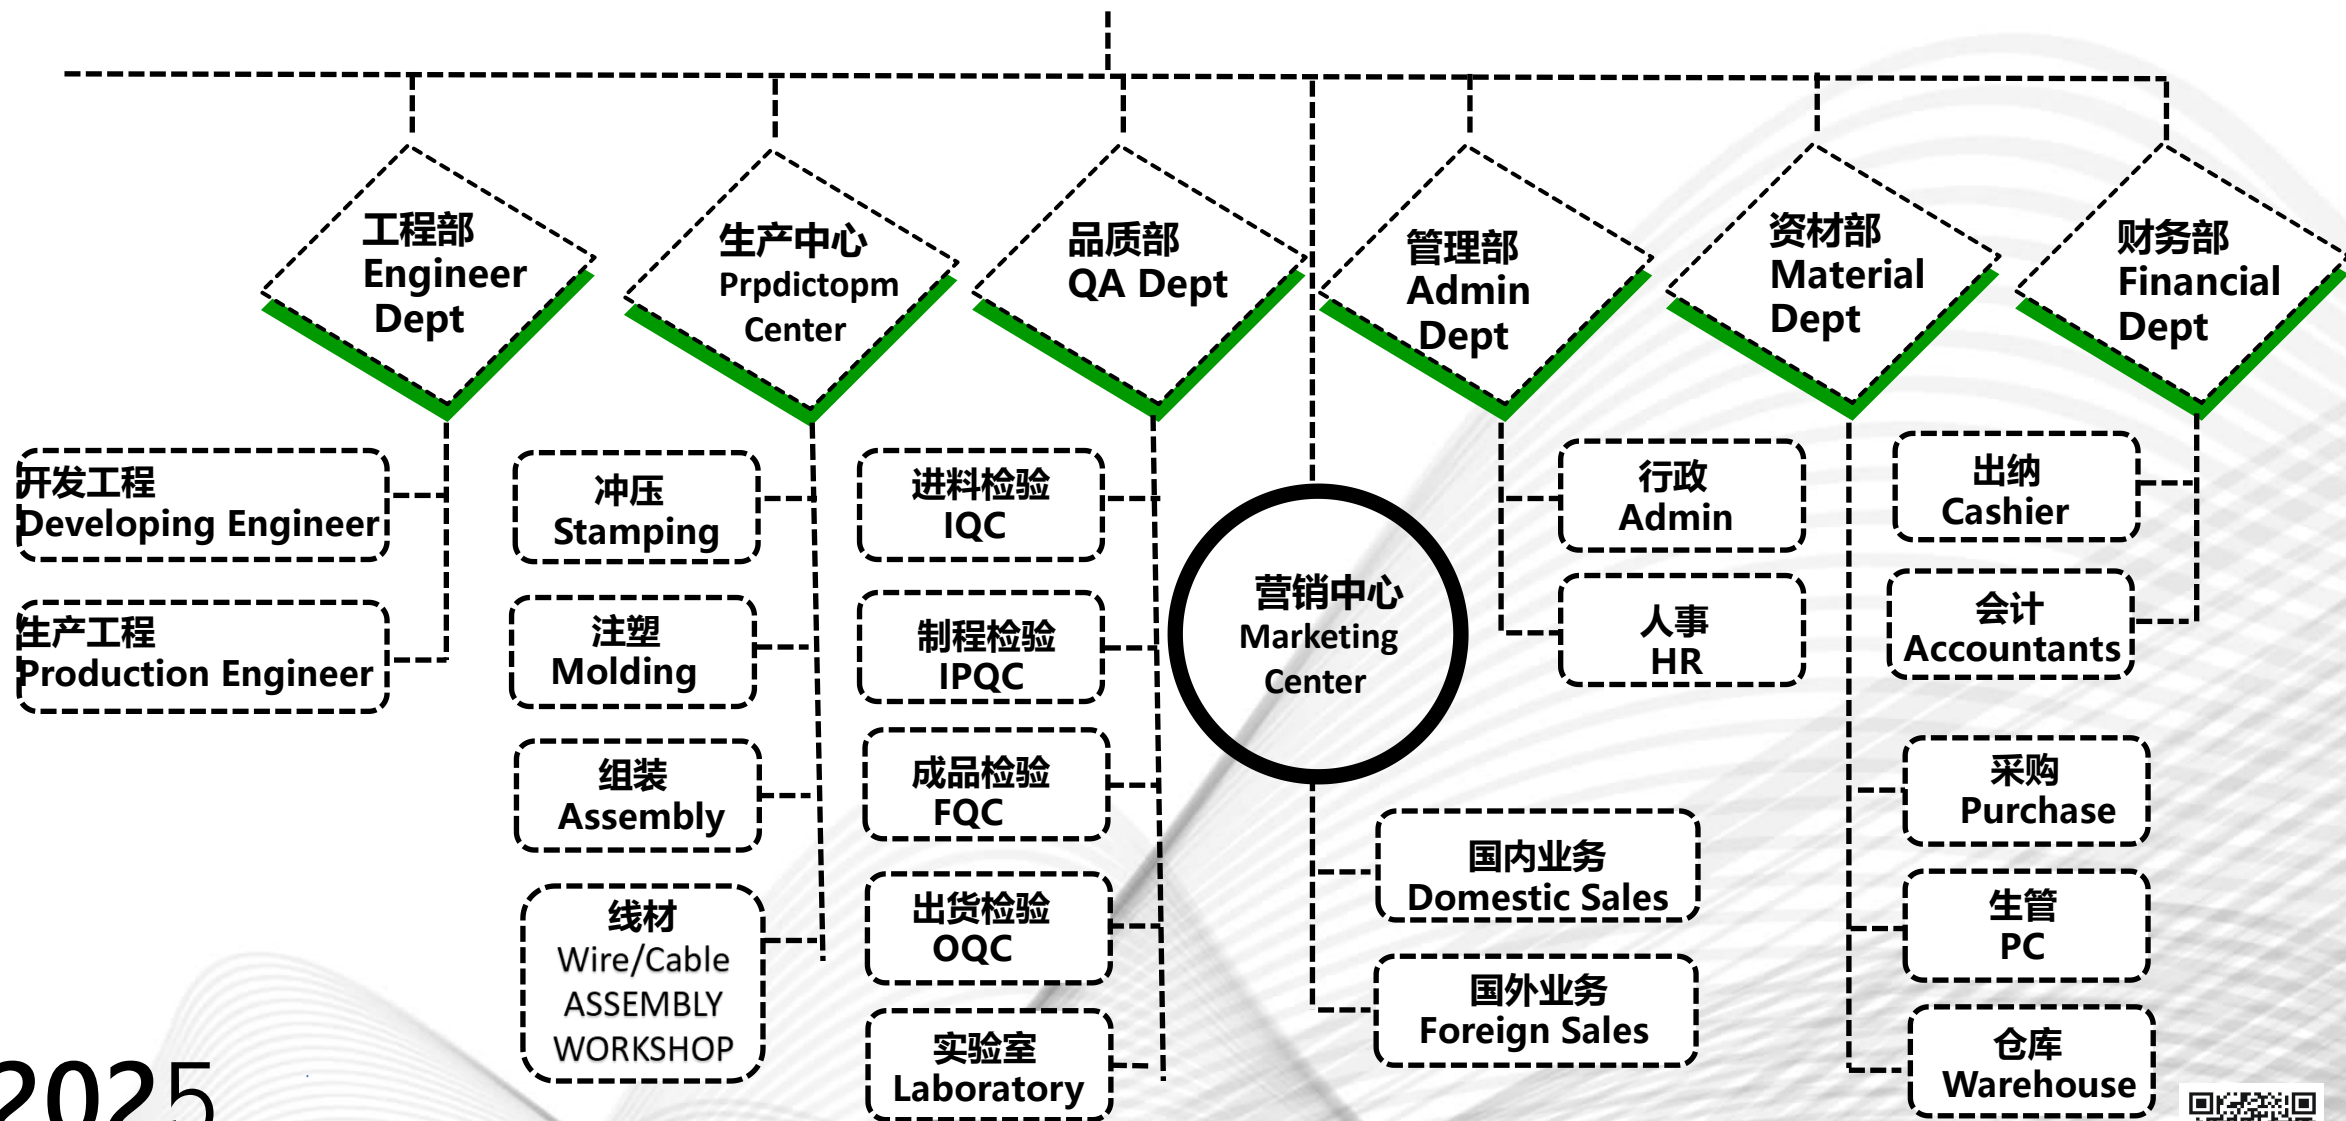 工程部
Engineer
Dept
生产中心
Prpdictopm
Center
品质部
QA Dept
管理部
Admin
Dept
资材部
Material
Dept
财务部
Financial
Dept
开发工程
Developing Engineer
生产工程
Production Engineer
冲压
Stamping
注塑
Molding
组装
Assembly
线材
Wire/Cable
ASSEMBLY
WORKSHOP
进料检验
IQC
制程检验
IPQC
成品检验
FQC
出货检验
OQC
实验室
Laboratory
营销中心
Marketing
Center
国内业务
Domestic Sales
国外业务
Foreign Sales
行政
Admin
人事
HR
出纳
Cashier
会计
Accountants
采购
Purchase
生管
PC
仓库
Warehouse
2025